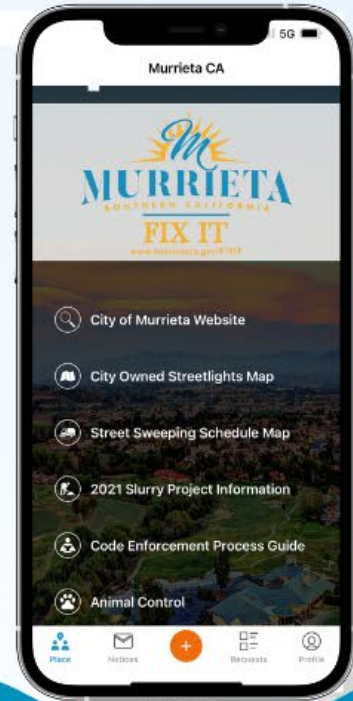 5G
Murrieta CA
M
MURRIETA
SOUTHERN CALIFORNIA
FIX IT
City of Murrieta Website
City Owned Streetlights Map
Street Sweeping Schedule Map
2021 Slurry Project Information
Code Enforcement Process Guide
Animal Control
Place
Notices
Requests
Profile